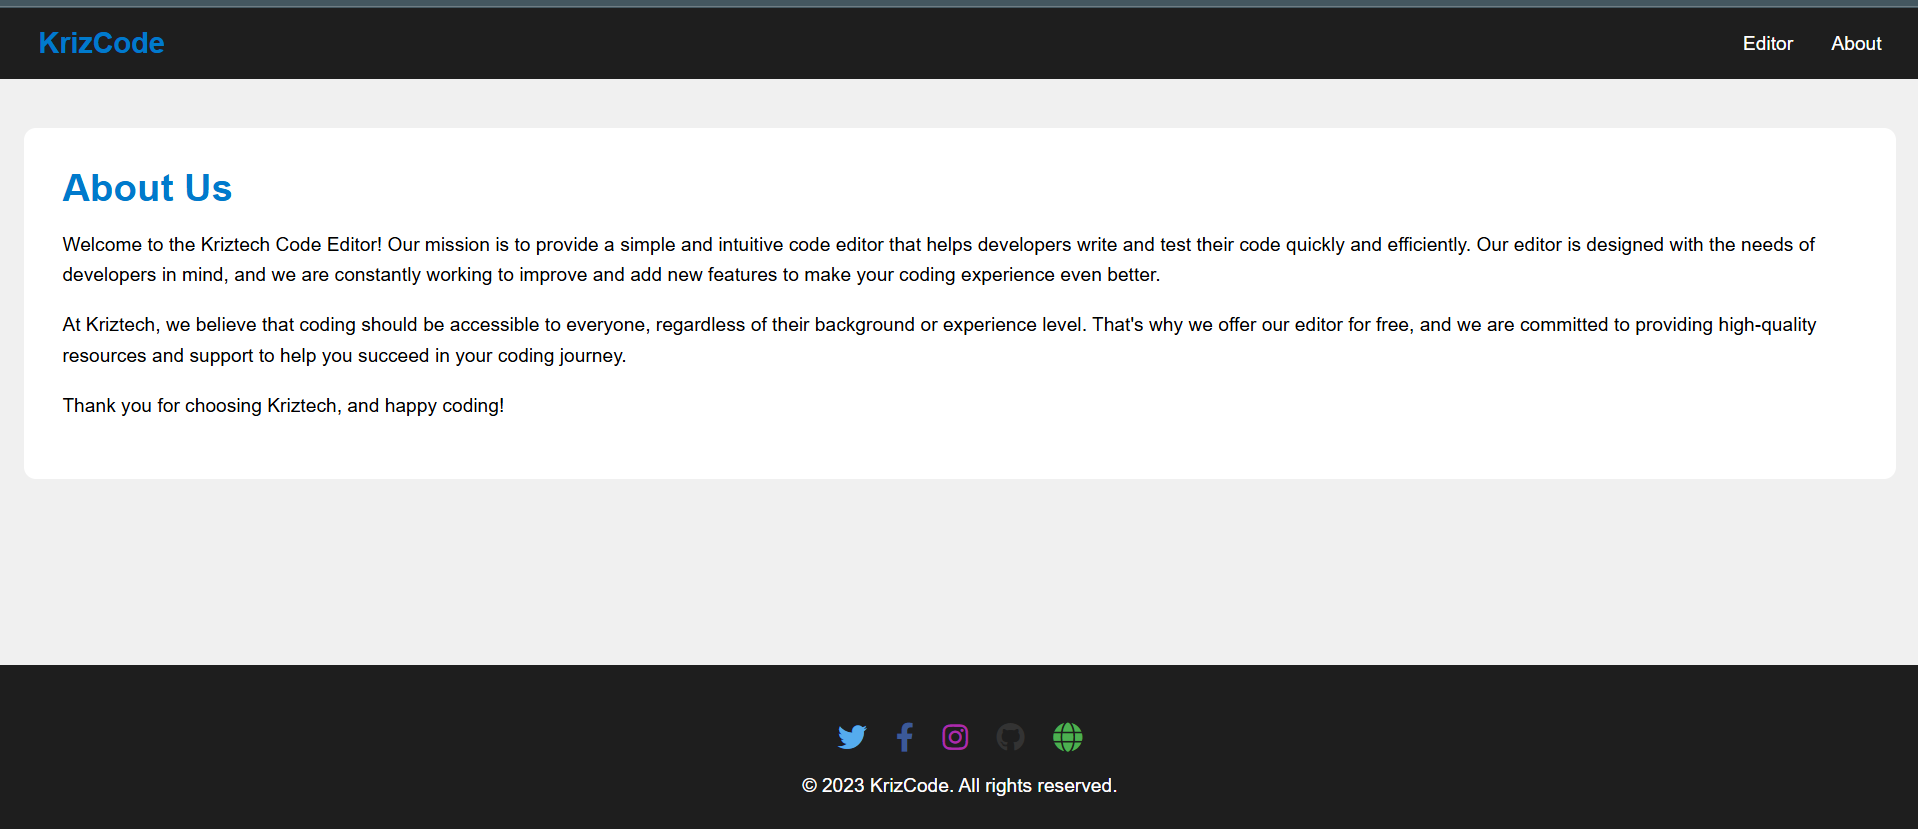 KrizCode
Editor
About
About Us
Welcome to the Kriztech Code Editor! Our mission is to provide a simple and intuitive code editor that helps developers write and test their code quickly and efficiently. Our editor is designed with the needs of
developers in mind, and we are constantly working to improve and add new features to make your coding experience even better.
At Kriztech, we believe that coding should be accessible to everyone, regardless of their background or experience level. That's why we offer our editor for free, and we are committed to providing high-quality
resources and support to help you succeed in your coding journey.
Thank you for choosing Kriztech, and happy coding!
© 2023 KrizCode. All rights reserved.